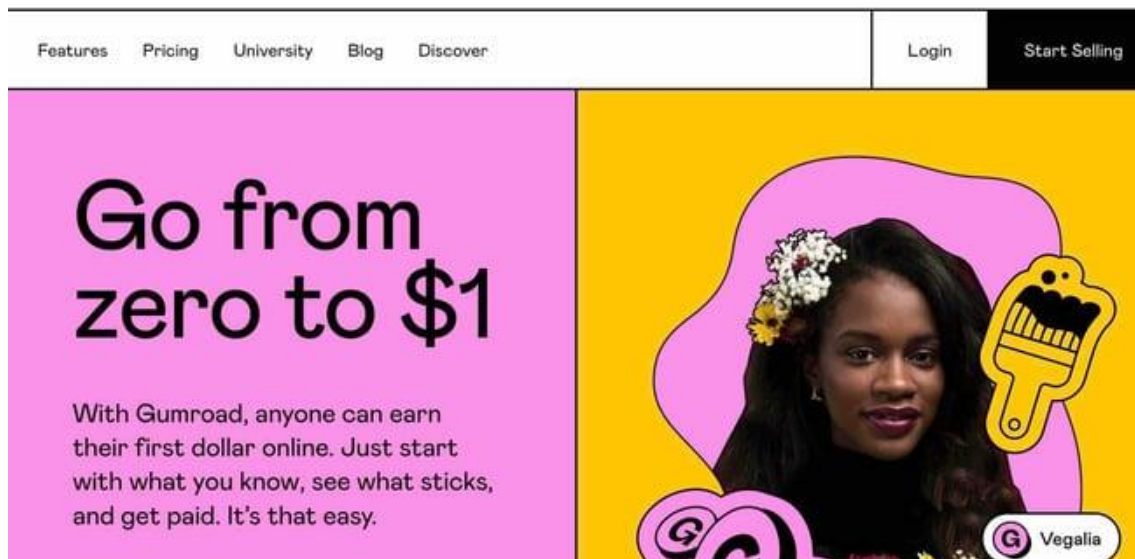 Features Pricing University Blog Discover Login Start Selling
Go from
zero to $1
With Gumroad, anyone can earn
their first dollar online. Just start
with what you know, see what sticks,
and get paid. It's that easy.
G
G
G Vegalia